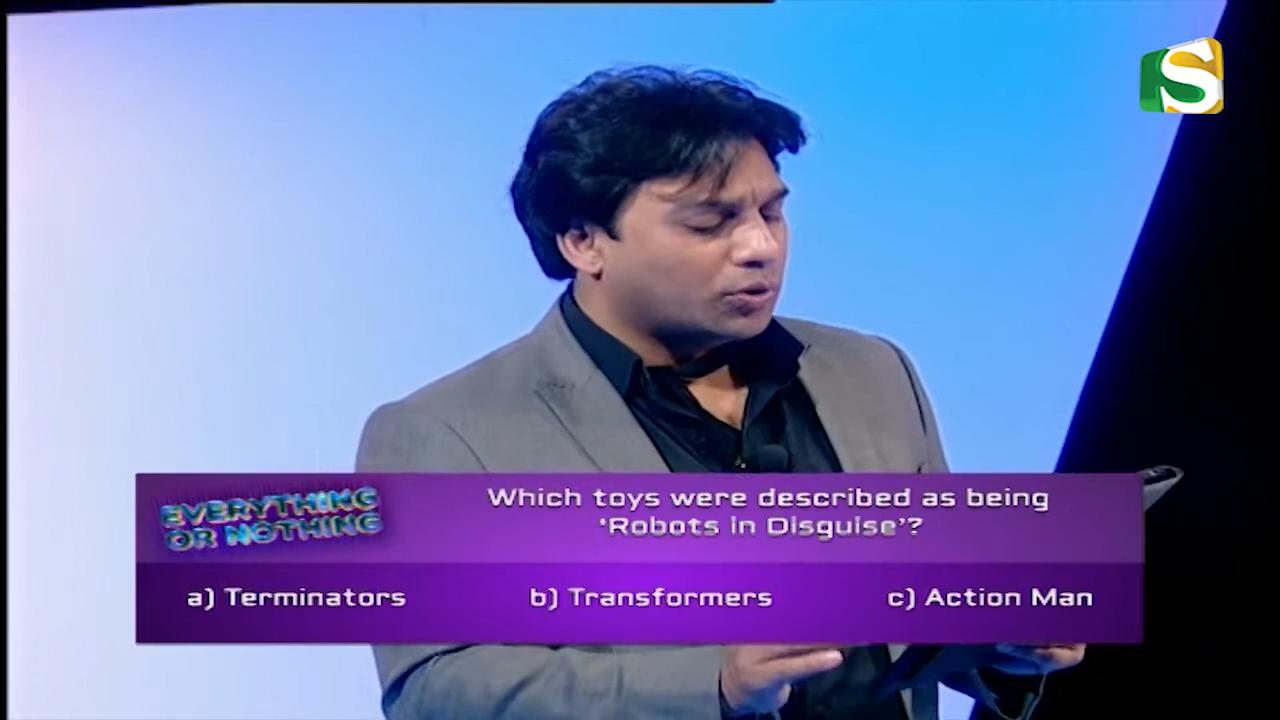 S
EVERYTHING
OR NOTHING
Which toys were described as being
'Robots in Disguise'?
a) Terminators
b) Transformers
c) Action Man